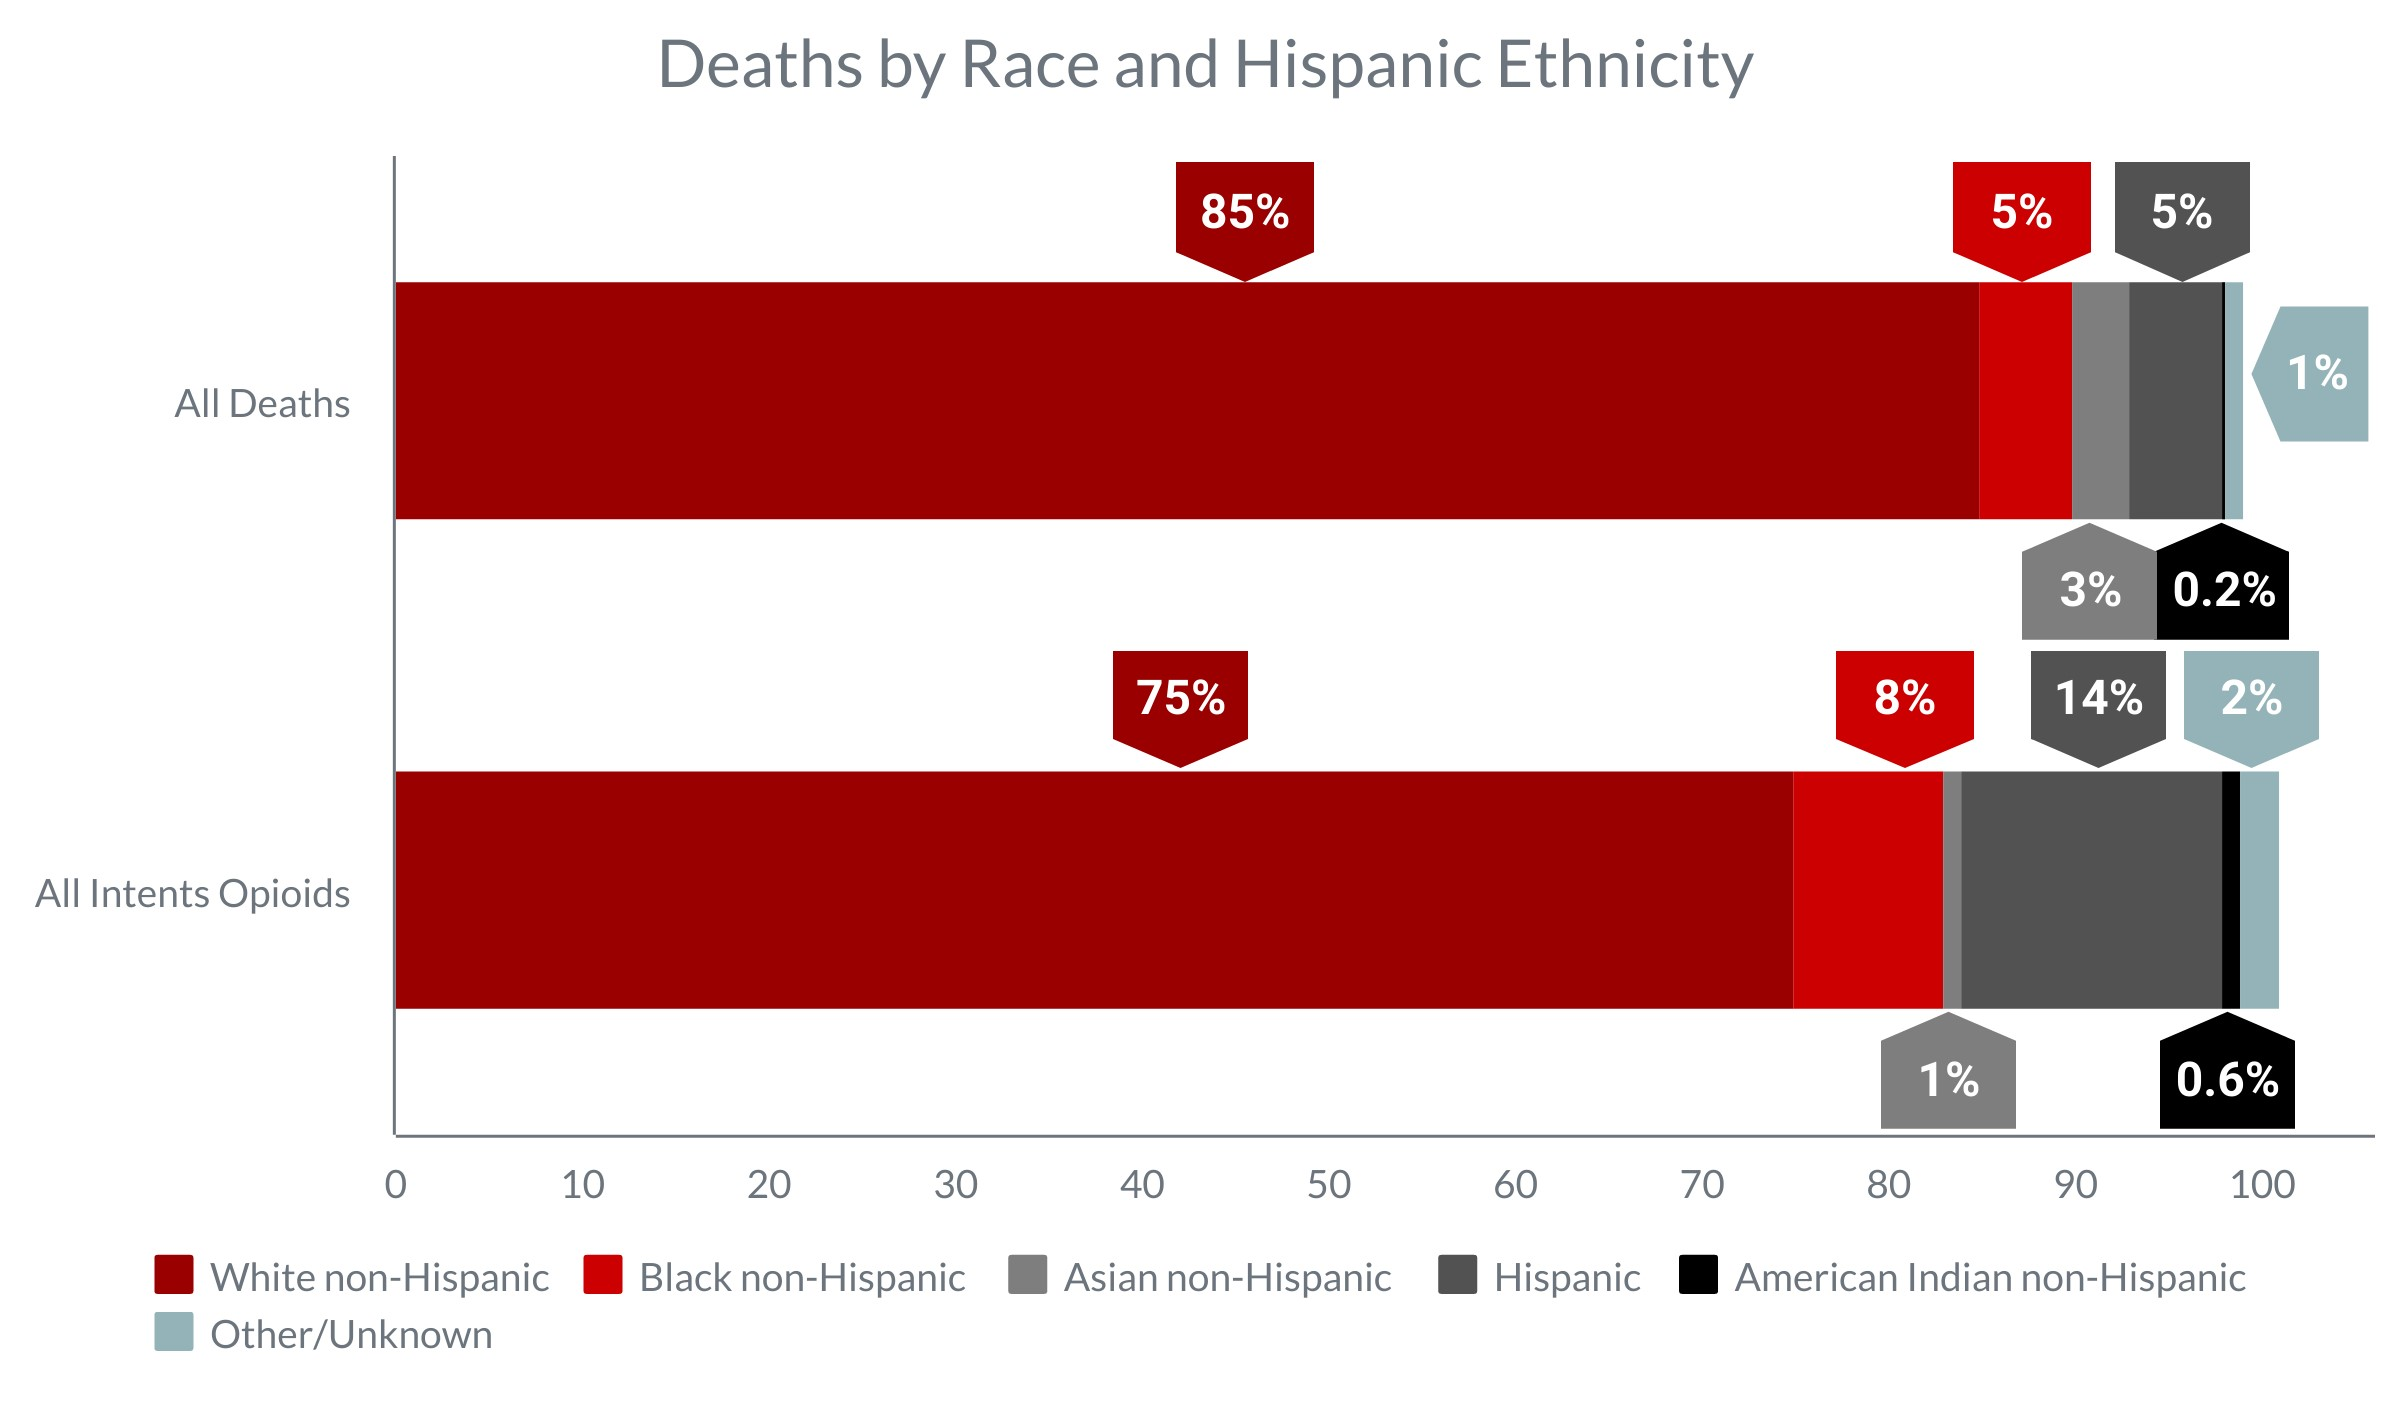 Deaths by Race and Hispanic Ethnicity
85% 5% 5%
All Deaths 1%
3% 0.2%
75% 8% 14% 2%
All Intents Opioids
1% 0.6%
0 10 20 30 40 50 60 70 80 90 100
White non-Hispanic Black non-Hispanic Asian non-Hispanic Hispanic American Indian non-Hispanic
Other/Unknown